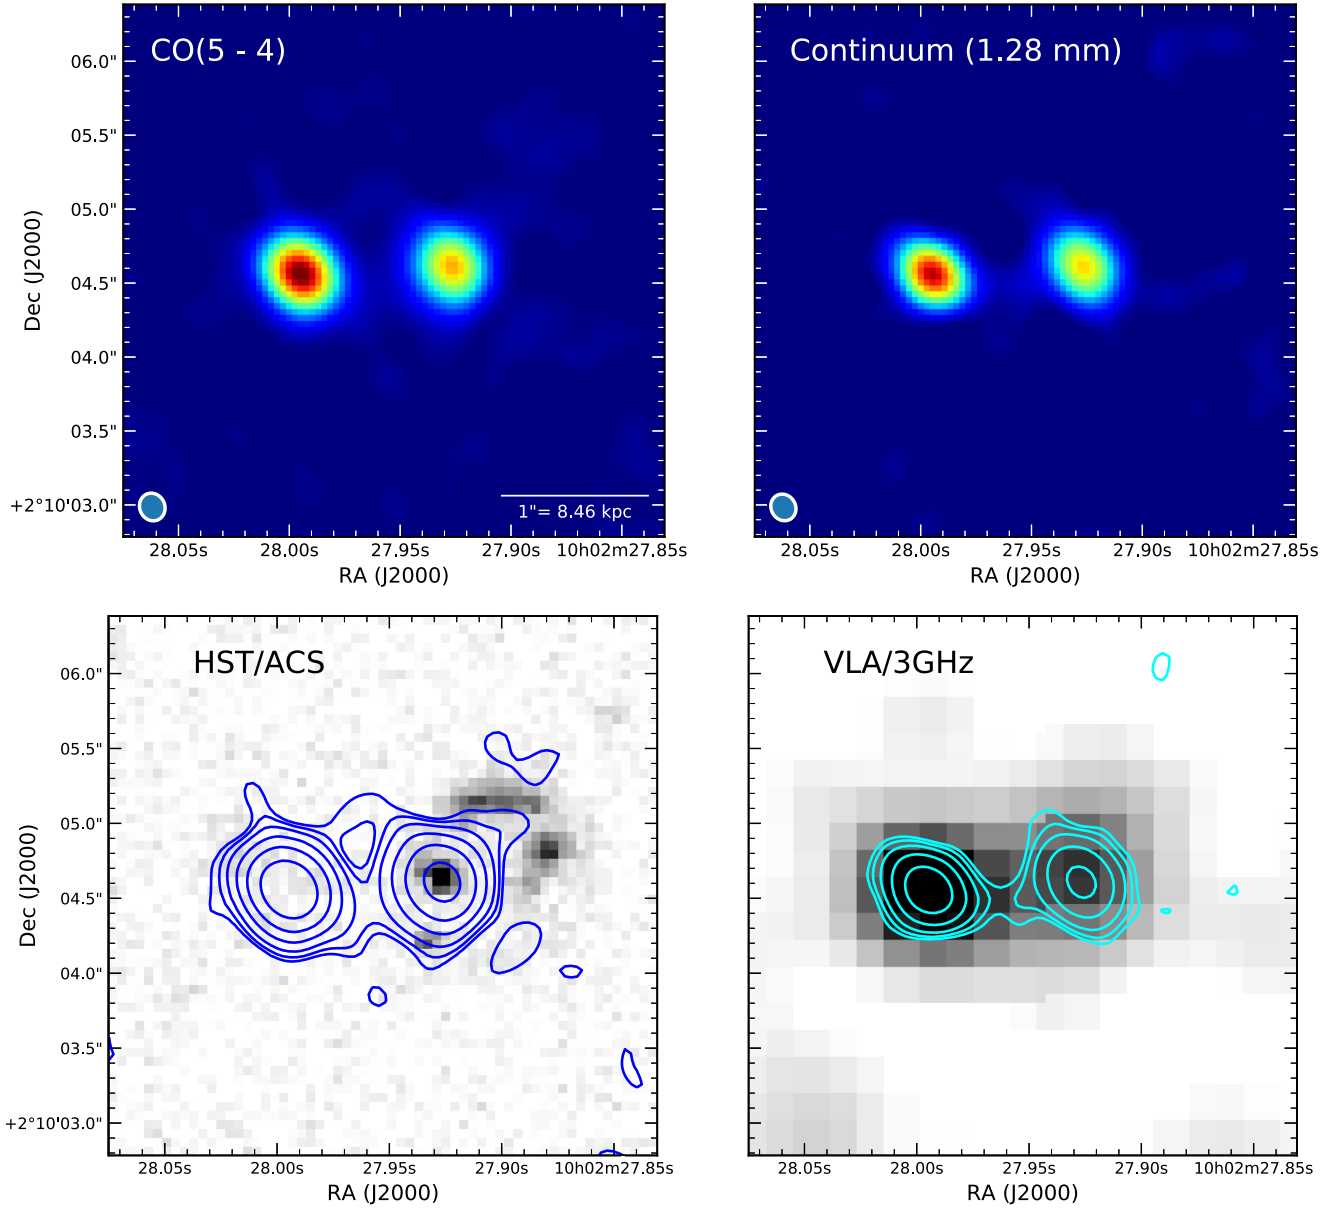 CO(5 - 4)
06.0"
05.5"
05.0"
04.5"
04.0"
03.5"
+2°10'03.0"
Dec (J2000)
1"= 8.46 kpc
28.05s 28.00s 27.95s 27.90s 10h02m27.85s
RA (J2000)
Continuum (1.28 mm)
28.05s 28.00s 27.95s 27.90s 10h02m27.85s
RA (J2000)
HST/ACS
06.0"
05.5"
05.0"
04.5"
04.0"
03.5"
+2°10'03.0"
Dec (J2000)
28.05s 28.00s 27.95s 27.90s 10h02m27.85s
RA (J2000)
VLA/3GHz
28.05s 28.00s 27.95s 27.90s 10h02m27.85s
RA (J2000)